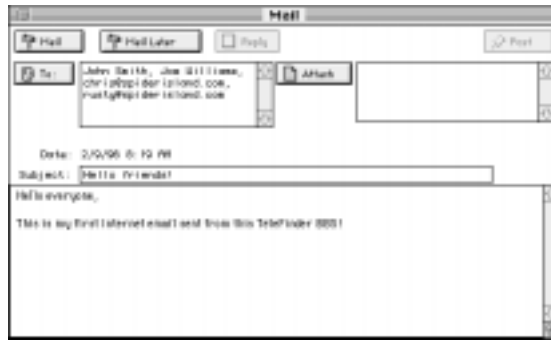 Mail
Mail
Mail Later
Reply
Post
To:
John Smith, Joe Williams,
chris@spiderisland.com,
rusty@spiderisland.com
Attach
Date: 2/9/96 8:19 AM
Subject: Hello friends!
Hello everyone,
This is my first Internet email sent from this TeleFinder BBS!